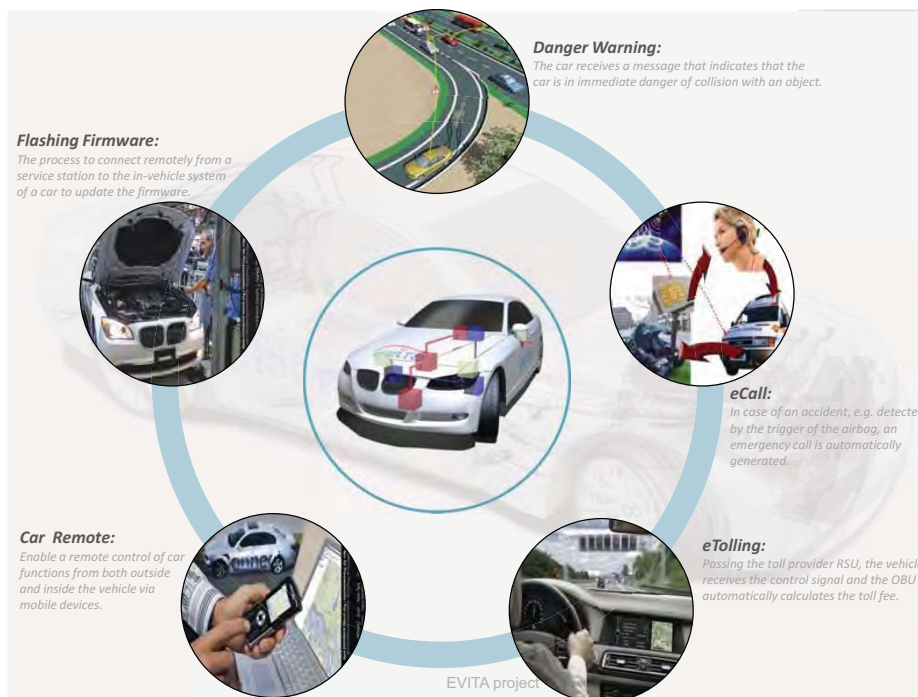 Danger Warning:
The car receives a message that indicates that the
car is in immediate danger of collision with an object.
Flashing Firmware:
The process to connect remotely from a
service station to the in-vehicle system
of a car to update the firmware.
eCall:
In case of an accident, e.g. detecte
by the trigger of the airbag, an
emergency call is automatically
generated.
Car Remote:
Enable a remote control of car
functions from both outside
and inside the vehicle via
mobile devices.
eTolling:
Passing the toll provider RSU, the vehicl
receives the control signal and the OBU
automatically calculates the toll fee.
EVITA project